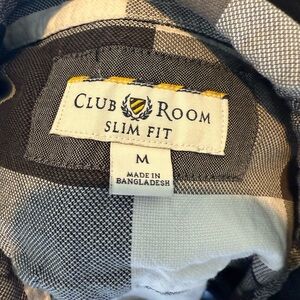 CLUB ROOM
SLIM FIT
M
MADE IN
BANGLADESH